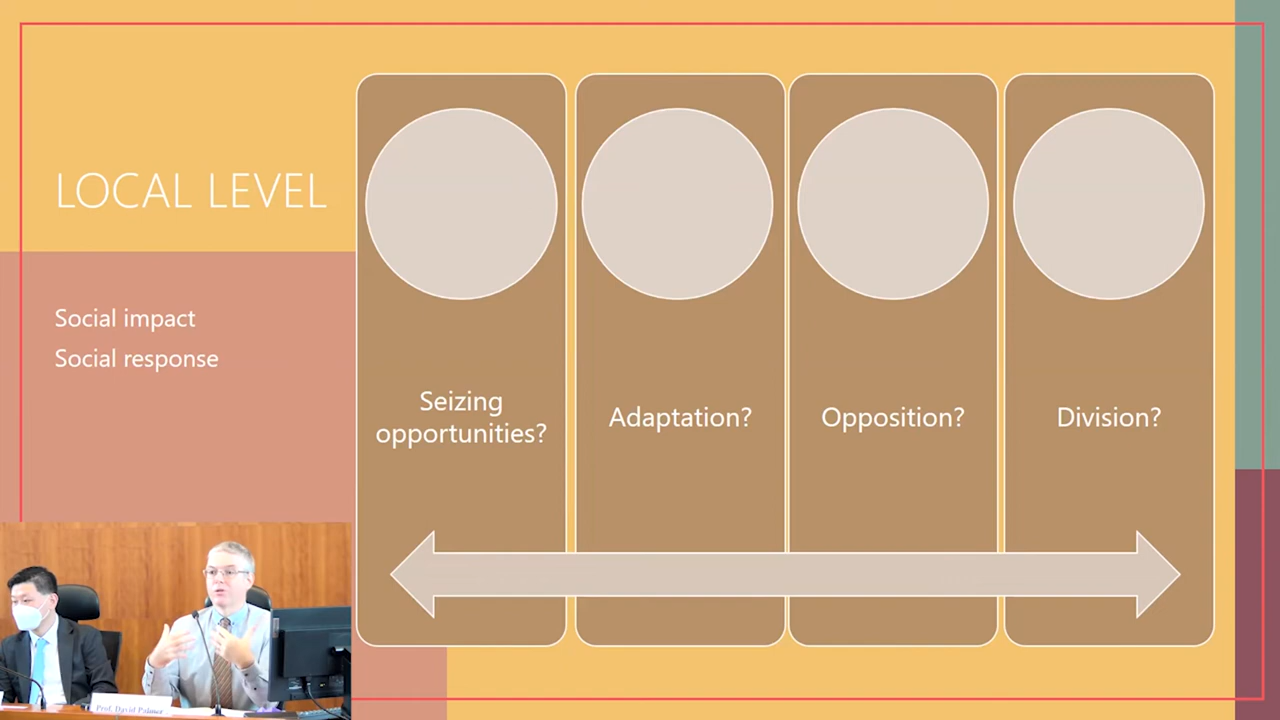 LOCAL LEVEL
Social impact
Social response
Seizing
opportunities?
Adaptation?
Opposition?
Division?
Prof. David Palmer